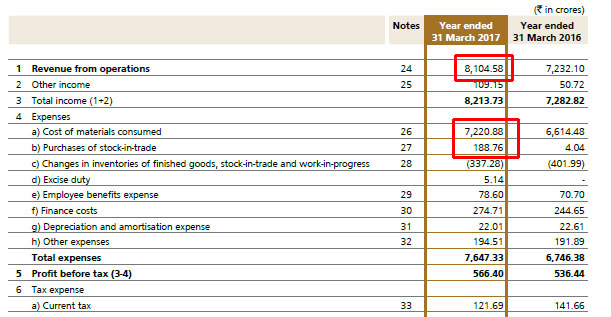 (₹ in crores)
Notes Year ended 31 March 2017 Year ended 31 March 2016
1 Revenue from operations 24 8,104.58 7,232.10
2 Other income 25 109.15 50.72
3 Total income (1+2) 8,213.73 7,282.82
4 Expenses
a) Cost of materials consumed 26 7,220.88 6,614.48
b) Purchases of stock-in-trade 27 188.76 4.04
c) Changes in inventories of finished goods, stock-in-trade and work-in-progress 28 (337.28) (401.99)
d) Excise duty 5.14 -
e) Employee benefits expense 29 78.60 70.70
f) Finance costs 30 274.71 244.65
g) Depreciation and amortisation expense 31 22.01 22.61
h) Other expenses 32 194.51 191.89
Total expenses 7,647.33 6,746.38
5 Profit before tax (3-4) 566.40 536.44
6 Tax expense
a) Current tax 33 121.69 141.66